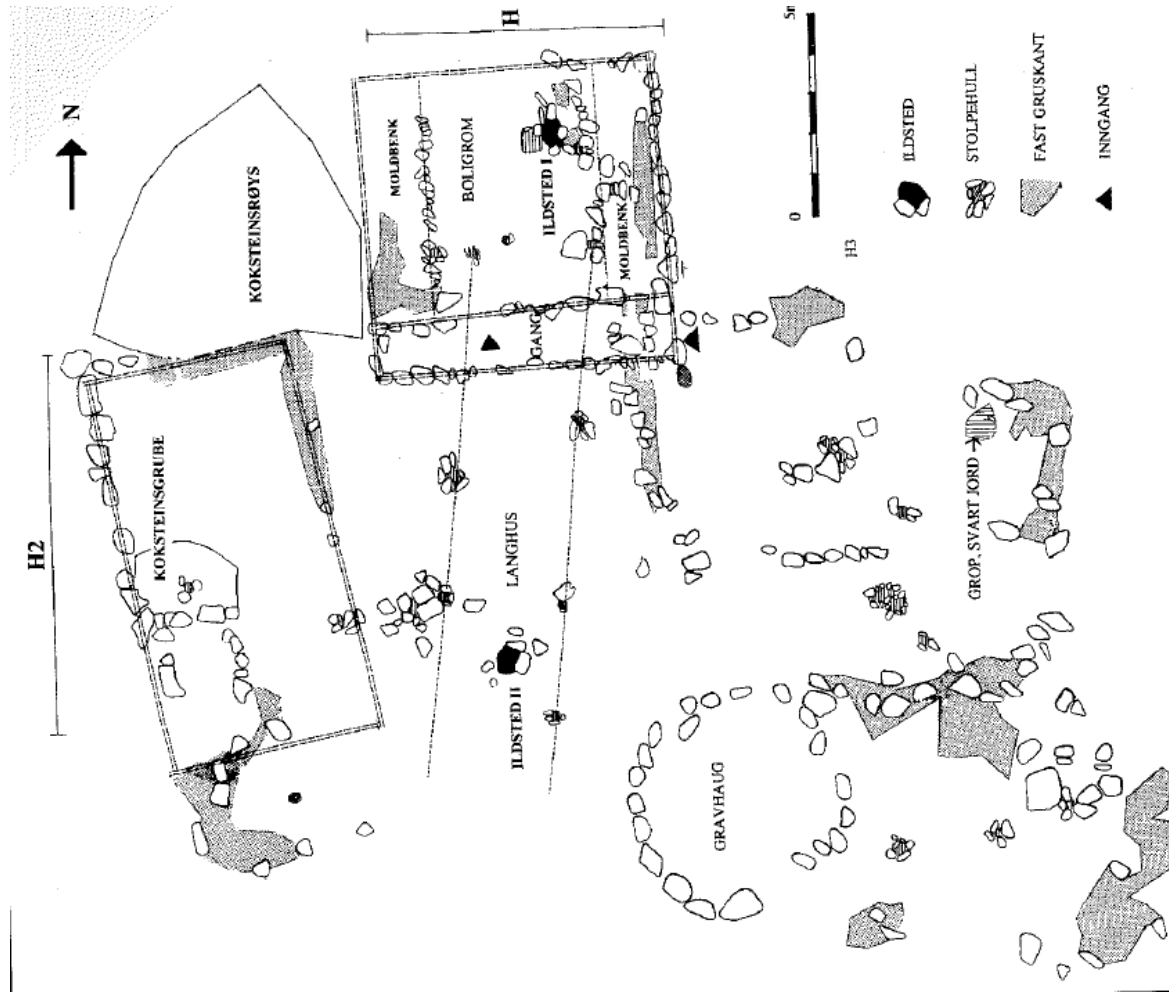 H
H2
N
KOKSTEINSRØYS
MOLDBENK
BOLIGROM
ILDSTED I
MOLDBENK
GANG
KOKSTEINSGRUBE
LANGHUS
ILDSTED II
GRAVHAUG
GROP, SVART JORD
H3
0
ILDSTED
STOLPEHULL
FAST GRUSKANT
INNGANG